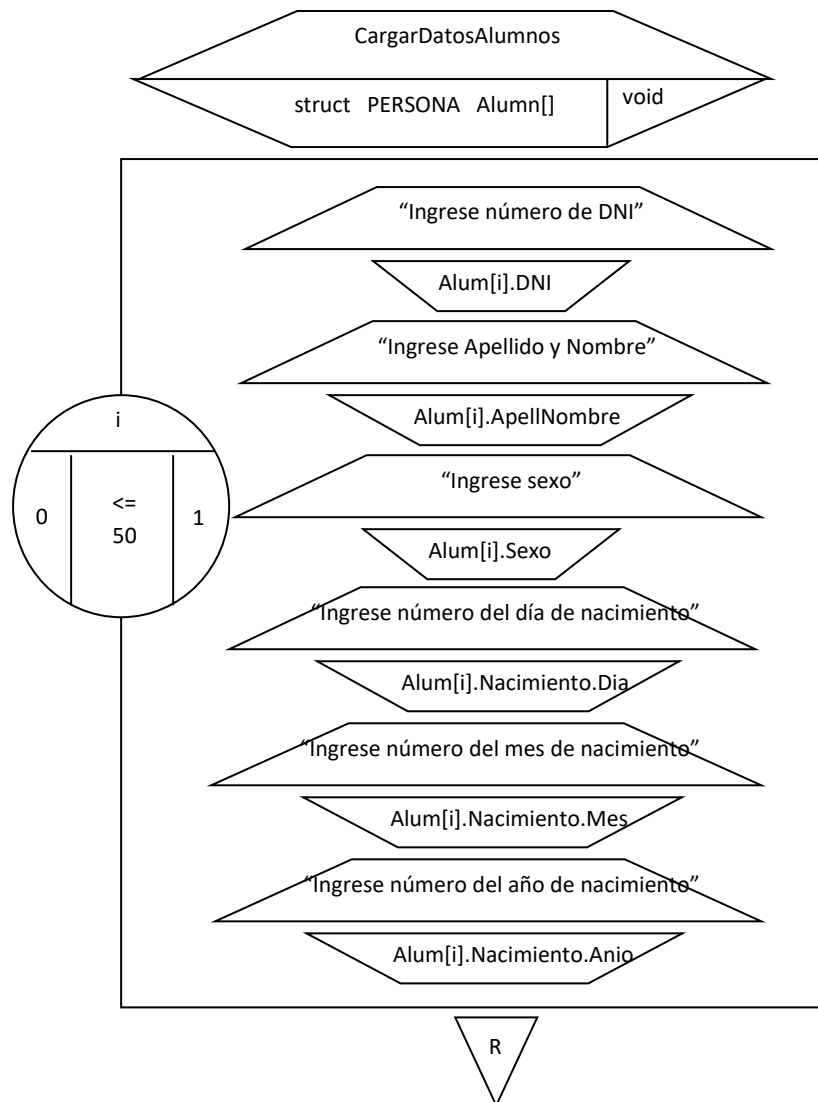 CargarDatosAlumnos
struct PERSONA Alumn[]
void
“Ingrese número de DNI”
Alum[i].DNI
“Ingrese Apellido y Nombre”
Alum[i].ApellNombre
i
0
<=
50
1
“Ingrese sexo”
Alum[i].Sexo
“Ingrese número del día de nacimiento”
Alum[i].Nacimiento.Dia
“Ingrese número del mes de nacimiento”
Alum[i].Nacimiento.Mes
“Ingrese número del año de nacimiento”
Alum[i].Nacimiento.Anio
R